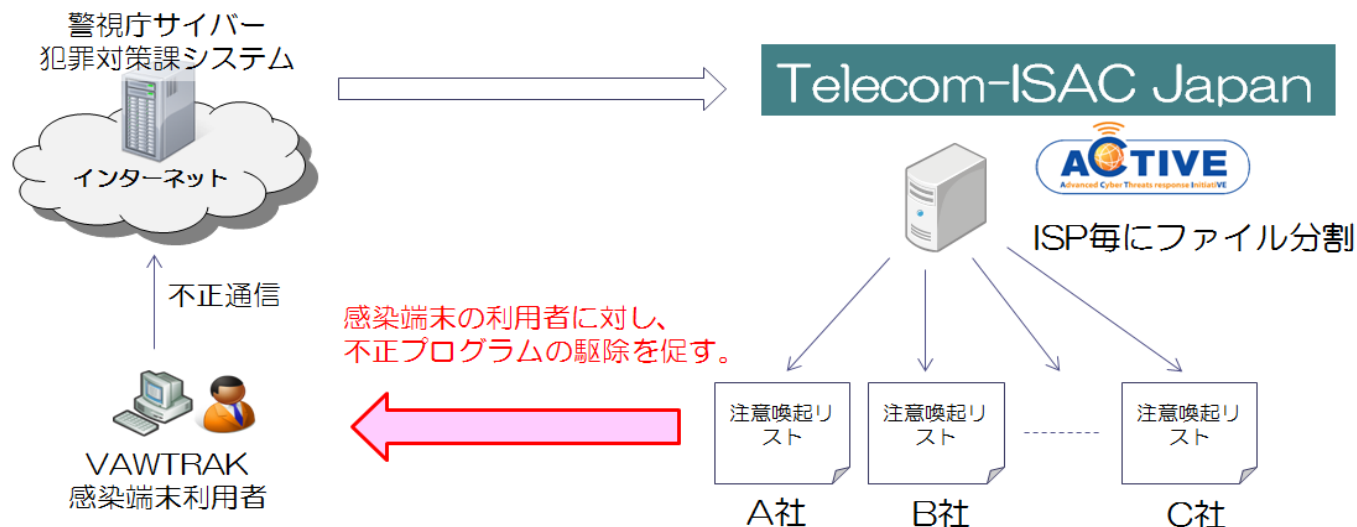 警視庁サイバー
犯罪対策課システム
インターネット
不正通信
VAWTRAK
感染端末利用者
Telecom-ISAC Japan
ACTIVE
Advanced Cyber Threats response InitiatiVE
ISP毎にファイル分割
感染端末の利用者に対し、
不正プログラムの駆除を促す。
注意喚起リ
スト
注意喚起リ
スト
注意喚起リ
スト
A社
B社
C社